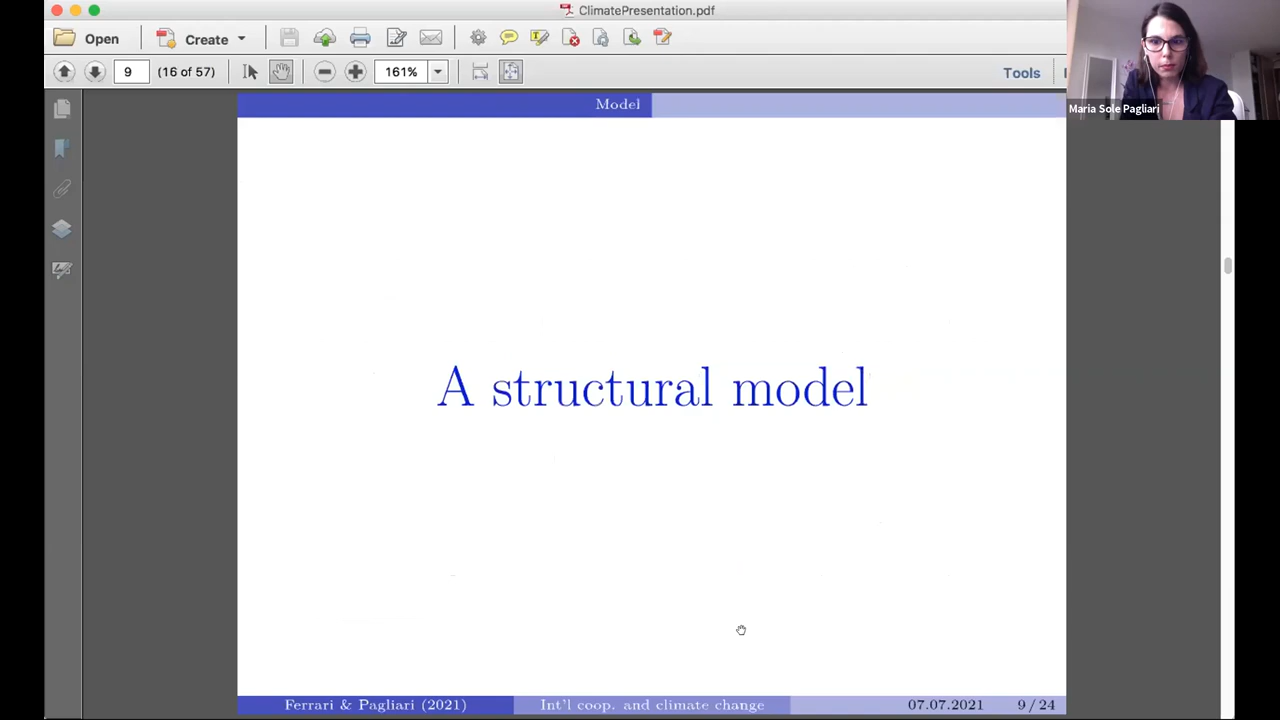 ClimatePresentation.pdf
Open
Create
9
(16 of 57)
161%
Tools
Maria Sole Pagliari
Model
A structural model
Ferrari & Pagliari (2021)
Int'l coop. and climate change
07.07.2021
9 / 24